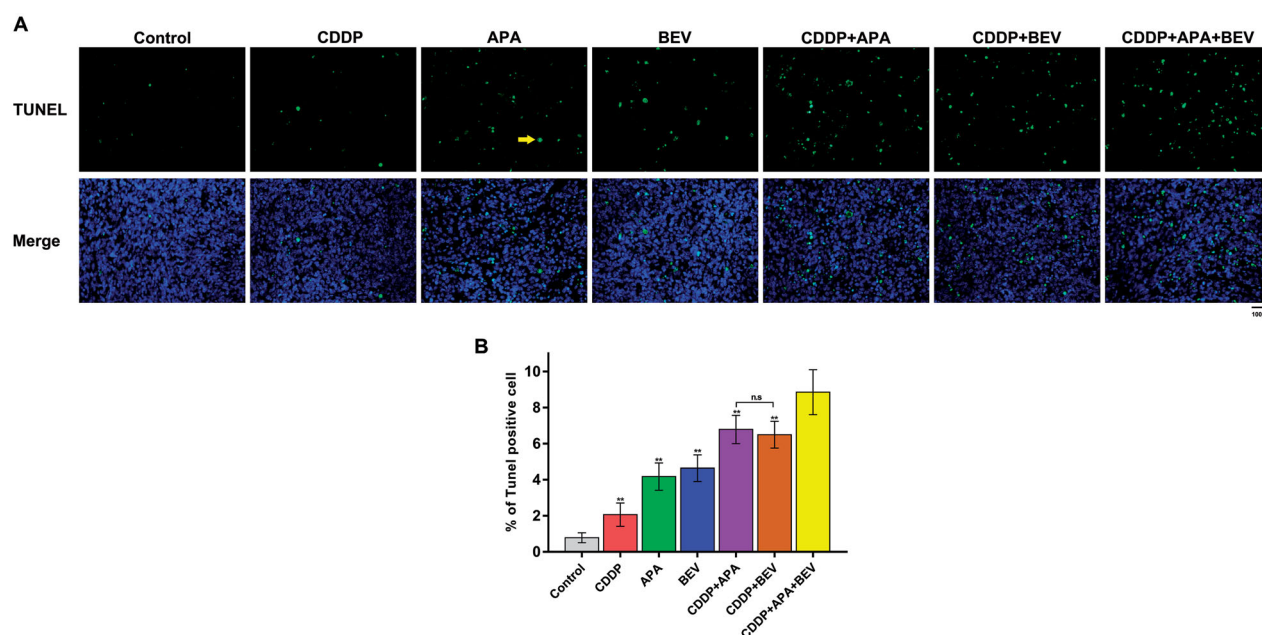 A
Control CDDP APA BEV CDDP+APA CDDP+BEV CDDP+APA+BEV
TUNEL
Merge
100
B
% of Tunel positive cell
10
8
6
4
2
0
**
**
**
**
n.s
**
Control CDDP APA BEV CDDP+APA CDDP+BEV CDDP+APA+BEV